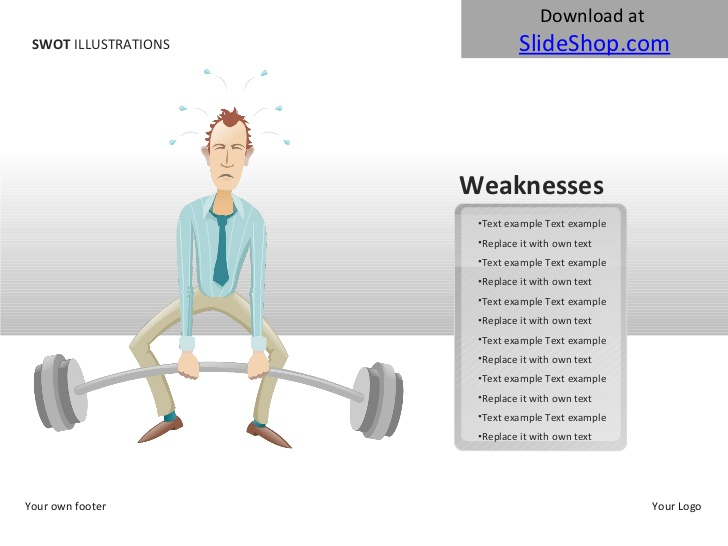 Download at
SlideShop.com
SWOT ILLUSTRATIONS
Weaknesses
•Text example Text example
•Replace it with own text
•Text example Text example
•Replace it with own text
•Text example Text example
•Replace it with own text
•Text example Text example
•Replace it with own text
•Text example Text example
•Replace it with own text
•Text example Text example
•Replace it with own text
Your own footer
Your Logo